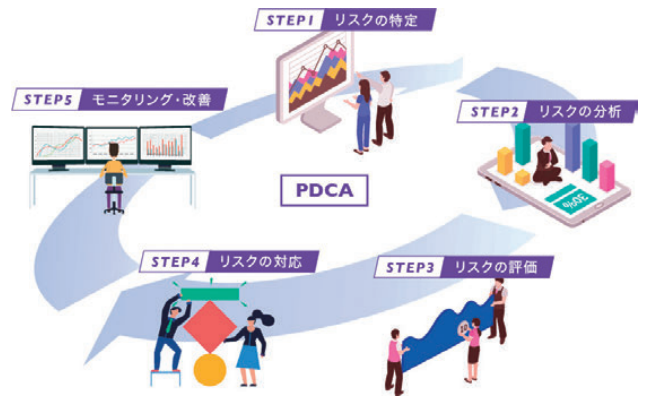 STEP1 リスクの特定
STEP5 モニタリング・改善
STEP2 リスクの分析
30%
PDCA
STEP4 リスクの対応
STEP3 リスクの評価